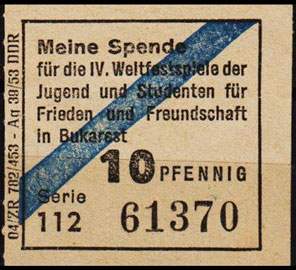 Meine Spende
für die IV. Weltfestspiele der
Jugend und Studenten für
Frieden und Freundschaft
in Bukarest
10 PFENNIG
Serie
112 61370
04/ZR 782/453 - Ag 39/53 DDR